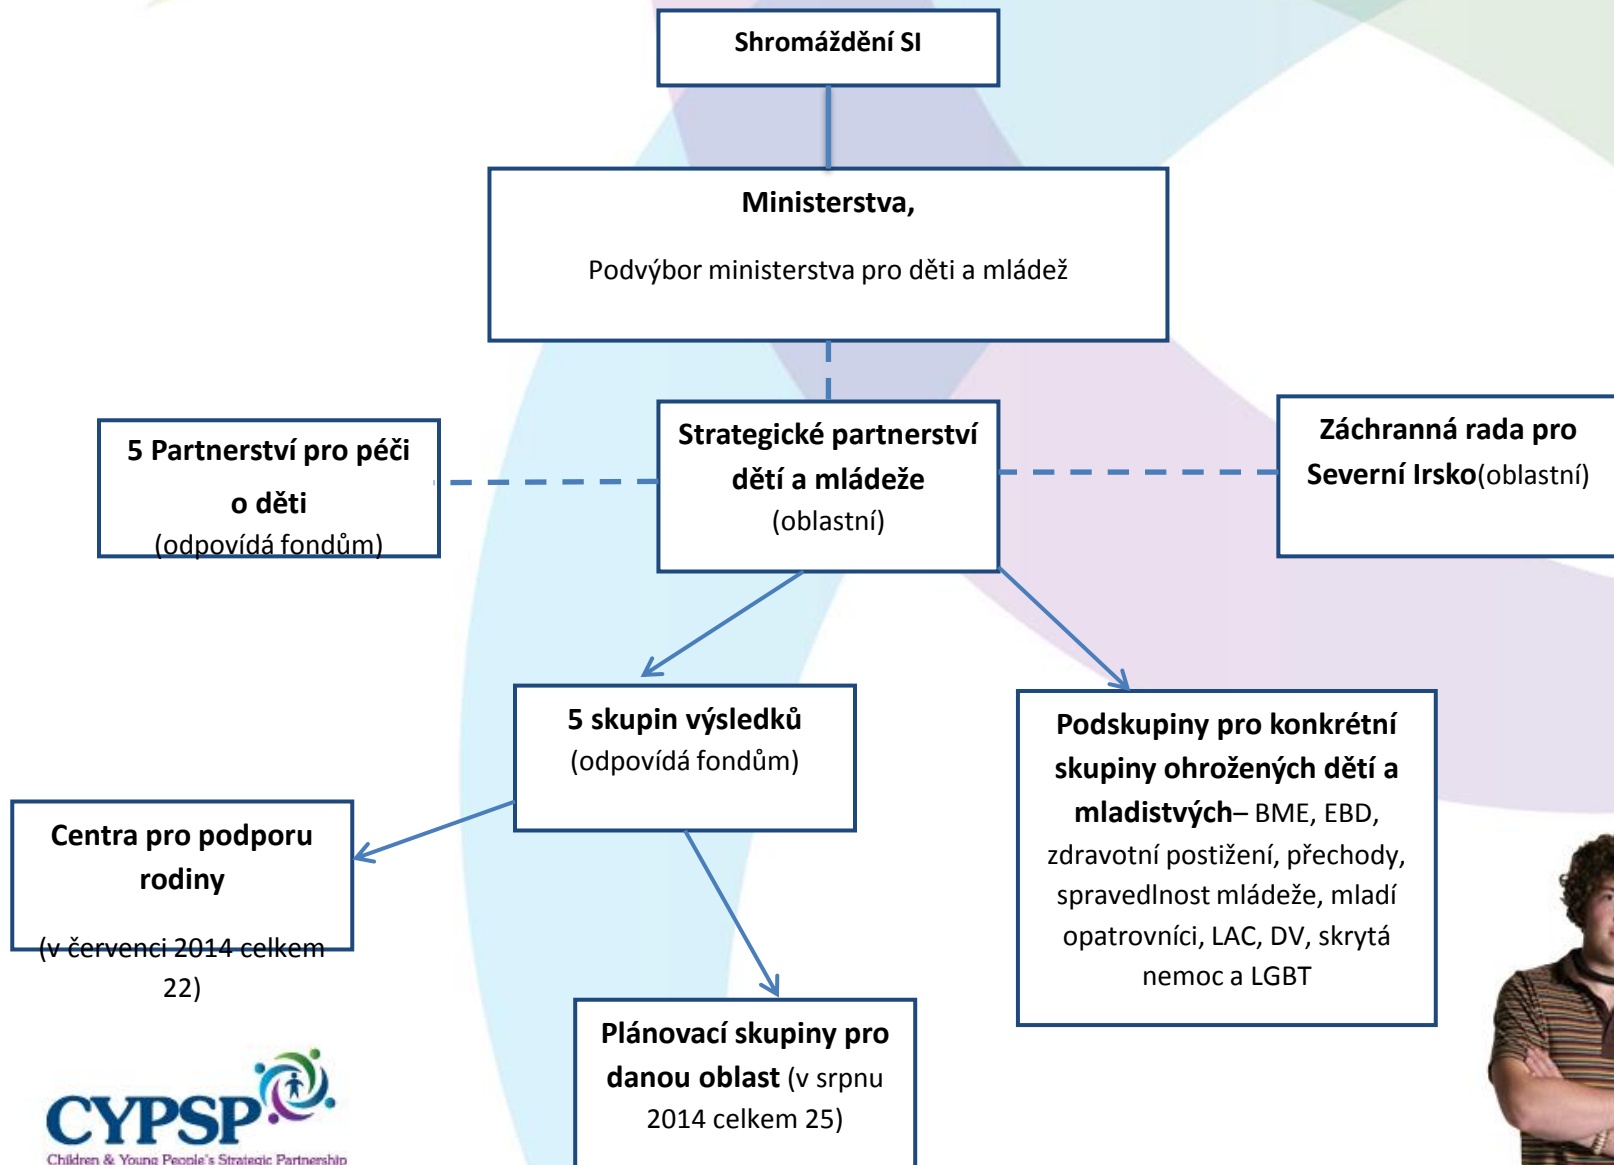 Shromáždění SI
Ministerstva,
Podvýbor ministerstva pro děti a mládež
5 Partnerství pro péči
o děti
(odpovídá fondům)
Strategické partnerství
dětí a mládeže
(oblastní)
Záchranná rada pro
Severní Irsko(oblastní)
5 skupin výsledků
(odpovídá fondům)
Podskupiny pro konkrétní
skupiny ohrožených dětí a
mladistvých– BME, EBD,
zdravotní postižení, přechody,
spravedlnost mládeže, mladí
opatrovníci, LAC, DV, skrytá
nemoc a LGBT
Centra pro podporu
rodiny
(v červenci 2014 celkem
22)
Plánovací skupiny pro
danou oblast (v srpnu
2014 celkem 25)
CYPSP
Children & Young People's Strategic Partnership